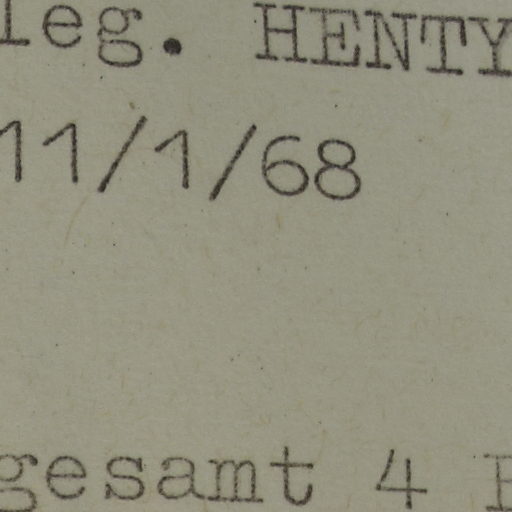 leg. HENTY
11/1/68
gesamt 4